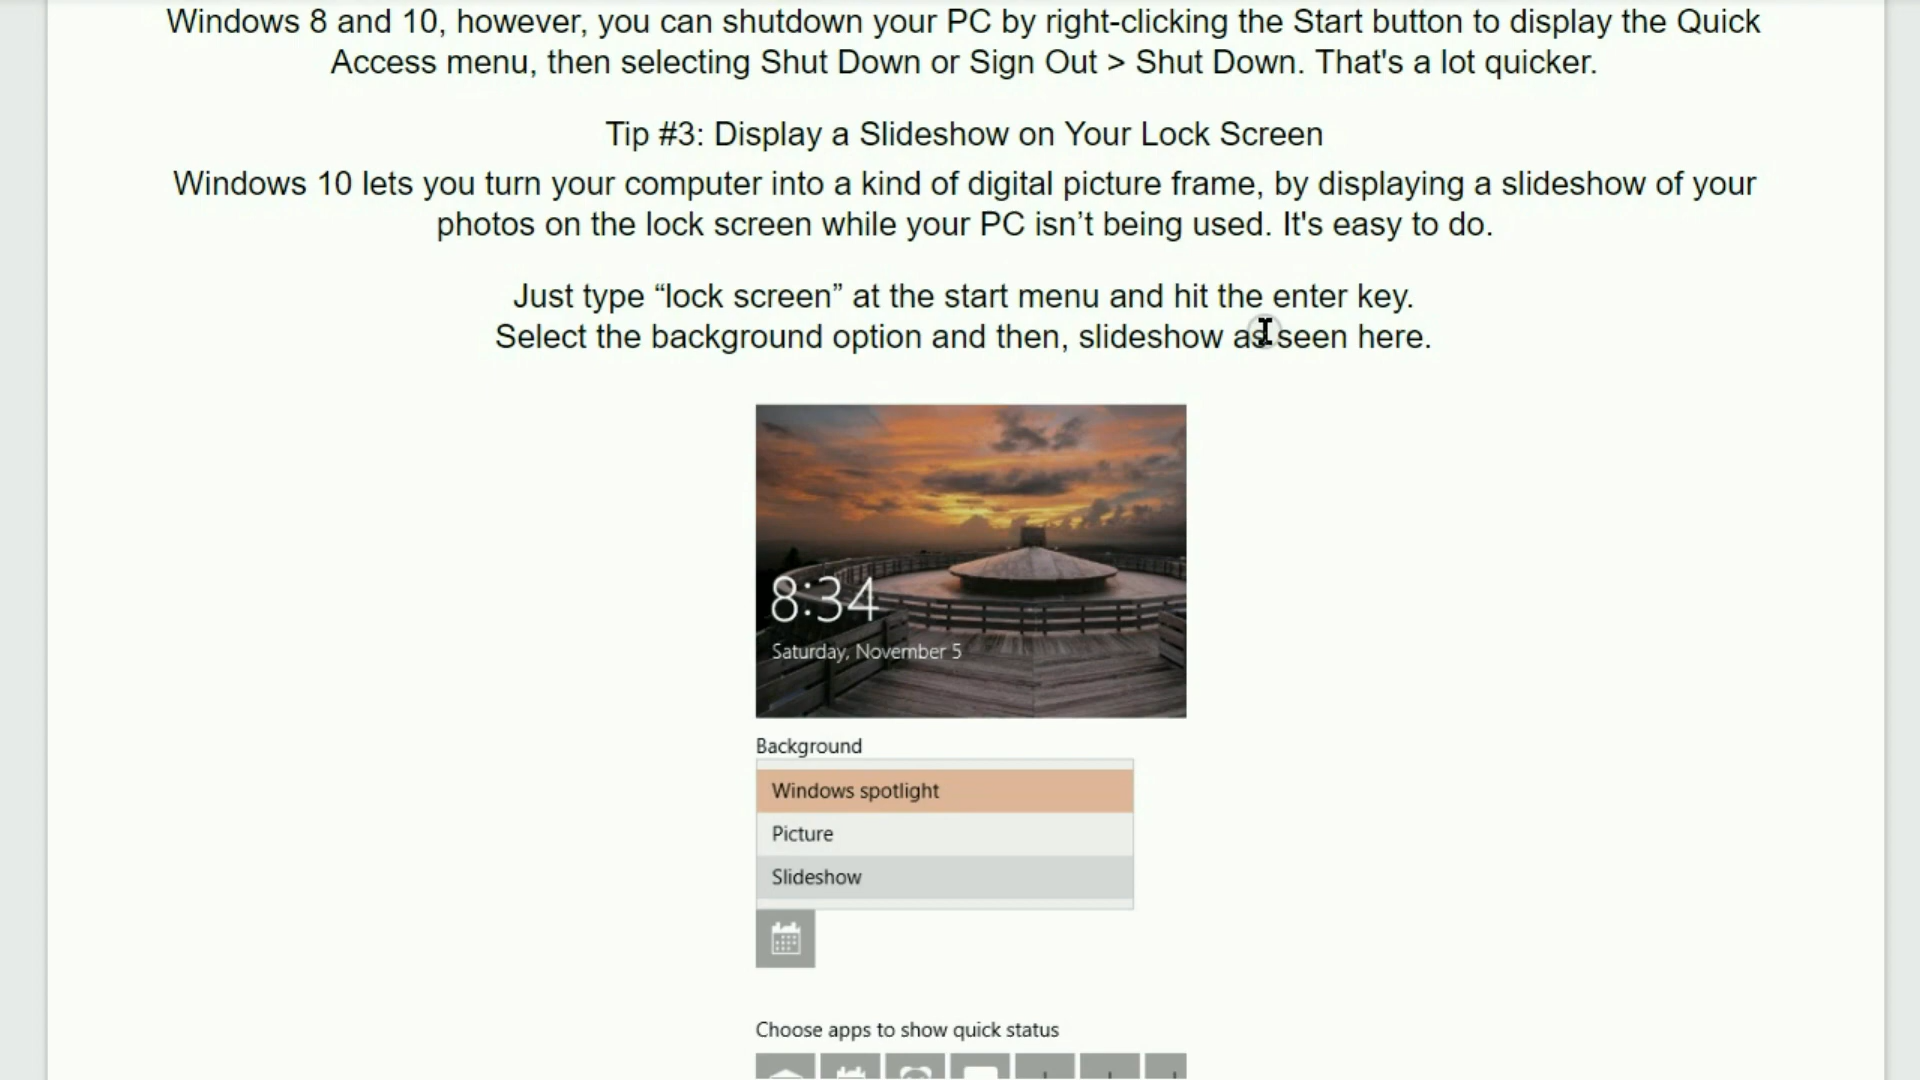 Windows 8 and 10, however, you can shutdown your PC by right-clicking the Start button to display the Quick
Access menu, then selecting Shut Down or Sign Out > Shut Down. That's a lot quicker.
Tip #3: Display a Slideshow on Your Lock Screen
Windows 10 lets you turn your computer into a kind of digital picture frame, by displaying a slideshow of your
photos on the lock screen while your PC isn’t being used. It's easy to do.
Just type “lock screen” at the start menu and hit the enter key.
Select the background option and then, slideshow as seen here.
8:34
Saturday, November 5
Background
Windows spotlight
Picture
Slideshow
Choose apps to show quick status